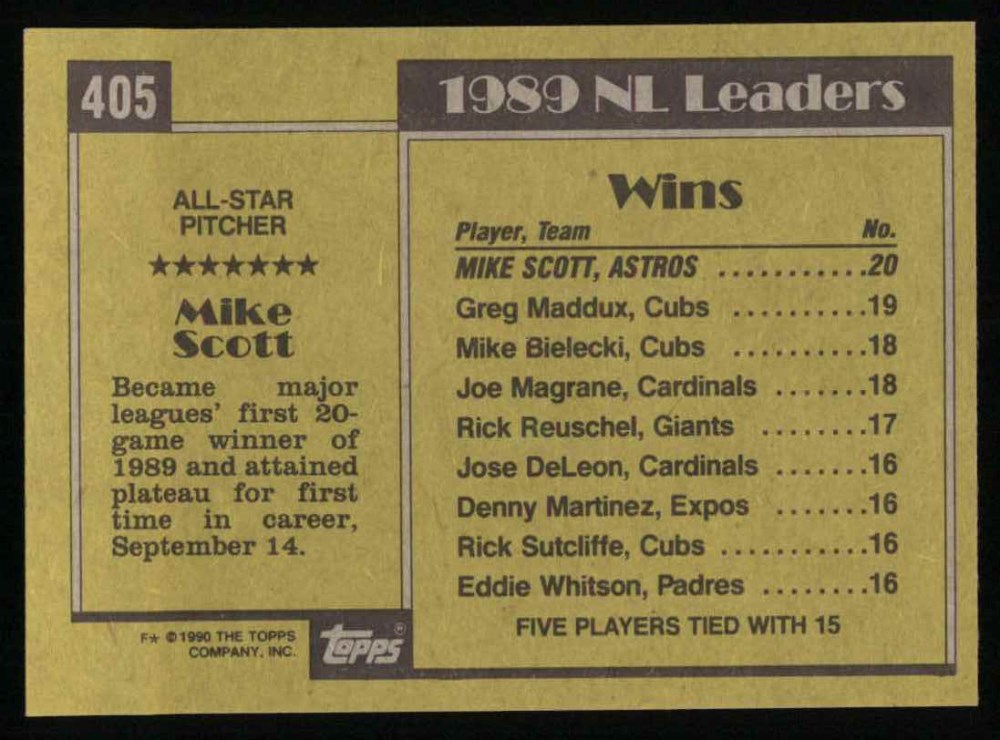 405
ALL-STAR
PITCHER
★★★★★★★
Mike
Scott
Became major
leagues' first 20-
game winner of
1989 and attained
plateau for first
time in career,
September 14.
F★ ©1990 THE TOPPS
COMPANY, INC.
Topps®
1989 NL Leaders
Wins
Player, Team No.
MIKE SCOTT, ASTROS ...........20
Greg Maddux, Cubs ..........19
Mike Bielecki, Cubs ..........18
Joe Magrane, Cardinals .......18
Rick Reuschel, Giants ........17
Jose DeLeon, Cardinals .......16
Denny Martinez, Expos .......16
Rick Sutcliffe, Cubs ...........16
Eddie Whitson, Padres ........16
FIVE PLAYERS TIED WITH 15